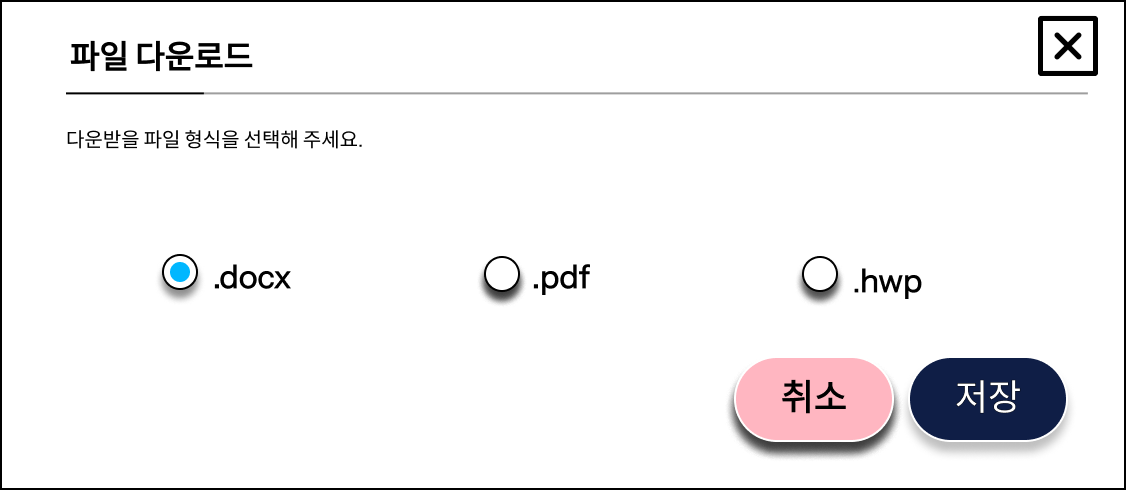 파일 다운로드
다운받을 파일 형식을 선택해 주세요.
.docx .pdf .hwp
취소 저장